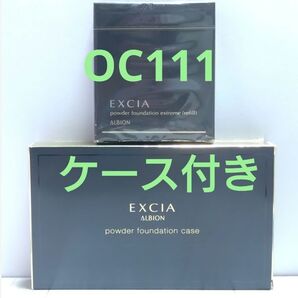 OC111
EXCIA
powder foundation extreme (refill)
ALBION
ケース付き
EXCIA
ALBION
powder foundation case